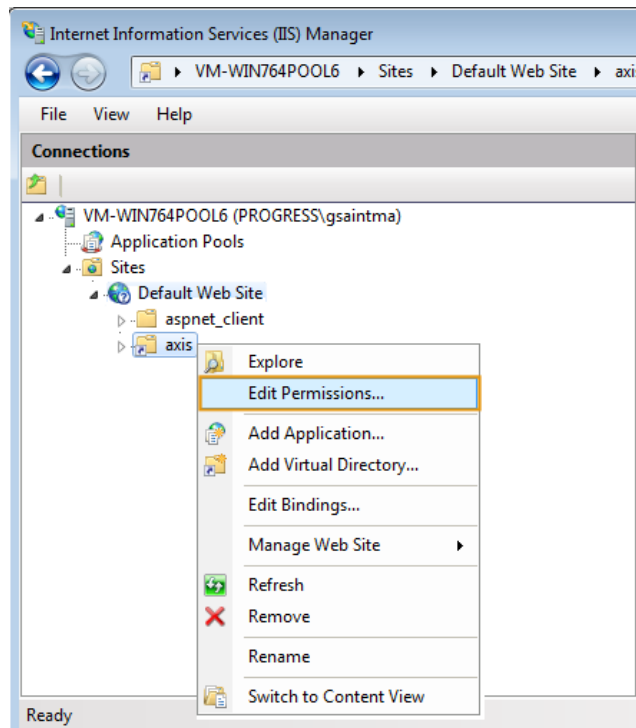 Internet Information Services (IIS) Manager
VM-WIN764POOL6 Sites Default Web Site axi
File View Help
Connections
VM-WIN764POOL6 (PROGRESS\gsaintma)
Application Pools
Sites
Default Web Site
aspnet_client
axis
Explore
Edit Permissions...
Add Application...
Add Virtual Directory...
Edit Bindings...
Manage Web Site
Refresh
Remove
Rename
Switch to Content View
Ready